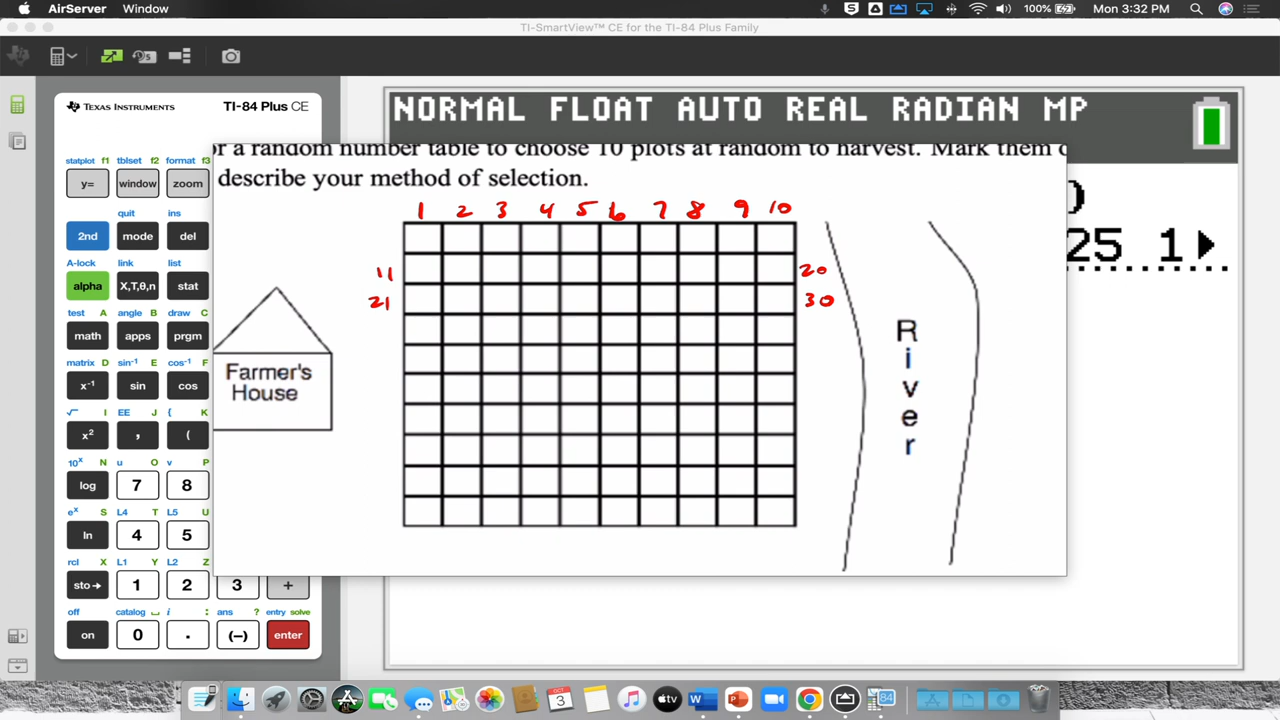 AirServer Window 100% Mon 3:32 PM
TI-SmartView™ CE for the TI-84 Plus Family
TEXAS INSTRUMENTS TI-84 Plus CE
NORMAL FLOAT AUTO REAL RADIAN MP
25 1
or a random number table to choose 10 plots at random to harvest. Mark them
describe your method of selection.
1 2 3 4 5 6 7 8 9 10
11 20
21 30
Farmer's
House
River
statplot f1 tblset f2 format f3
y= window zoom
quit ins
2nd mode del
A-lock link list
alpha X,T,θ,n stat
test A angle B draw C
math apps prgm
matrix D sin⁻¹ E cos⁻¹ F
x⁻¹ sin cos
√ I EE J { K
x² , (
10ˣ N u O v P
log 7 8
eˣ S L4 T L5 U
ln 4 5
rcl X L1 Y L2 Z
sto→ 1 2 3 +
off catalog i : ans ? entry solve
on 0 . (–) enter
OCT
3
tv
W
P
84